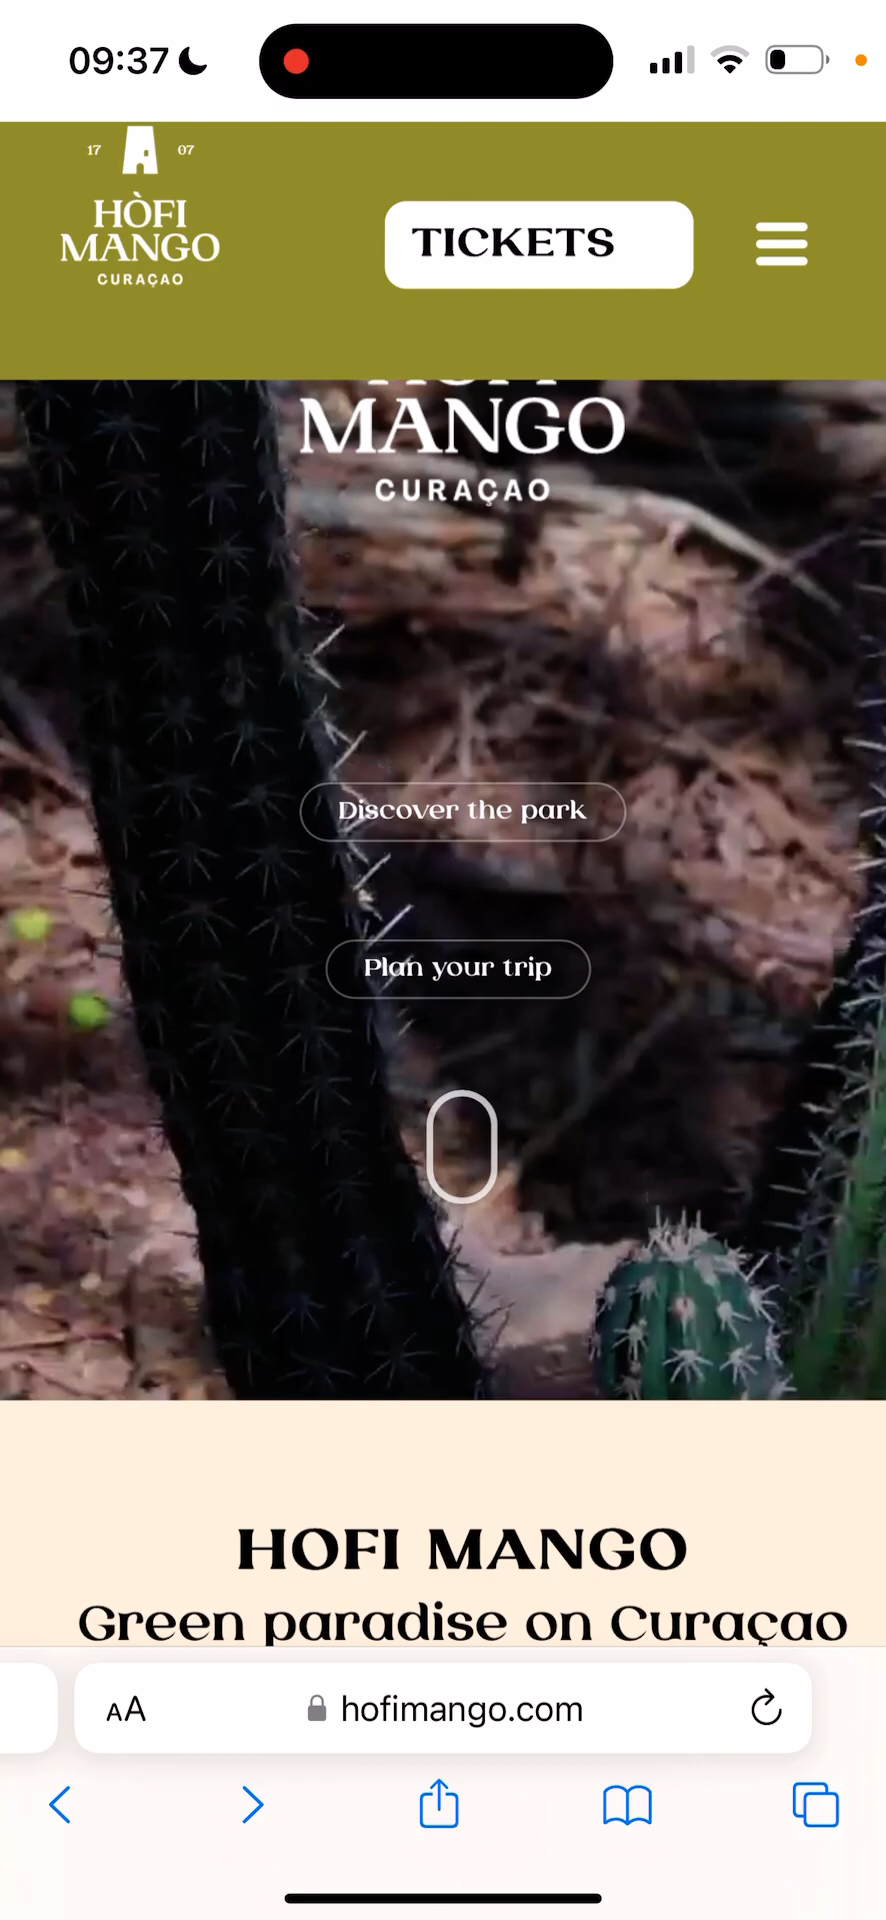 09:37
17 07
HÒFI
MANGO
CURAÇAO
TICKETS
MANGO
CURAÇAO
Discover the park
Plan your trip
HOFI MANGO
Green paradise on Curaçao
AA hofimango.com